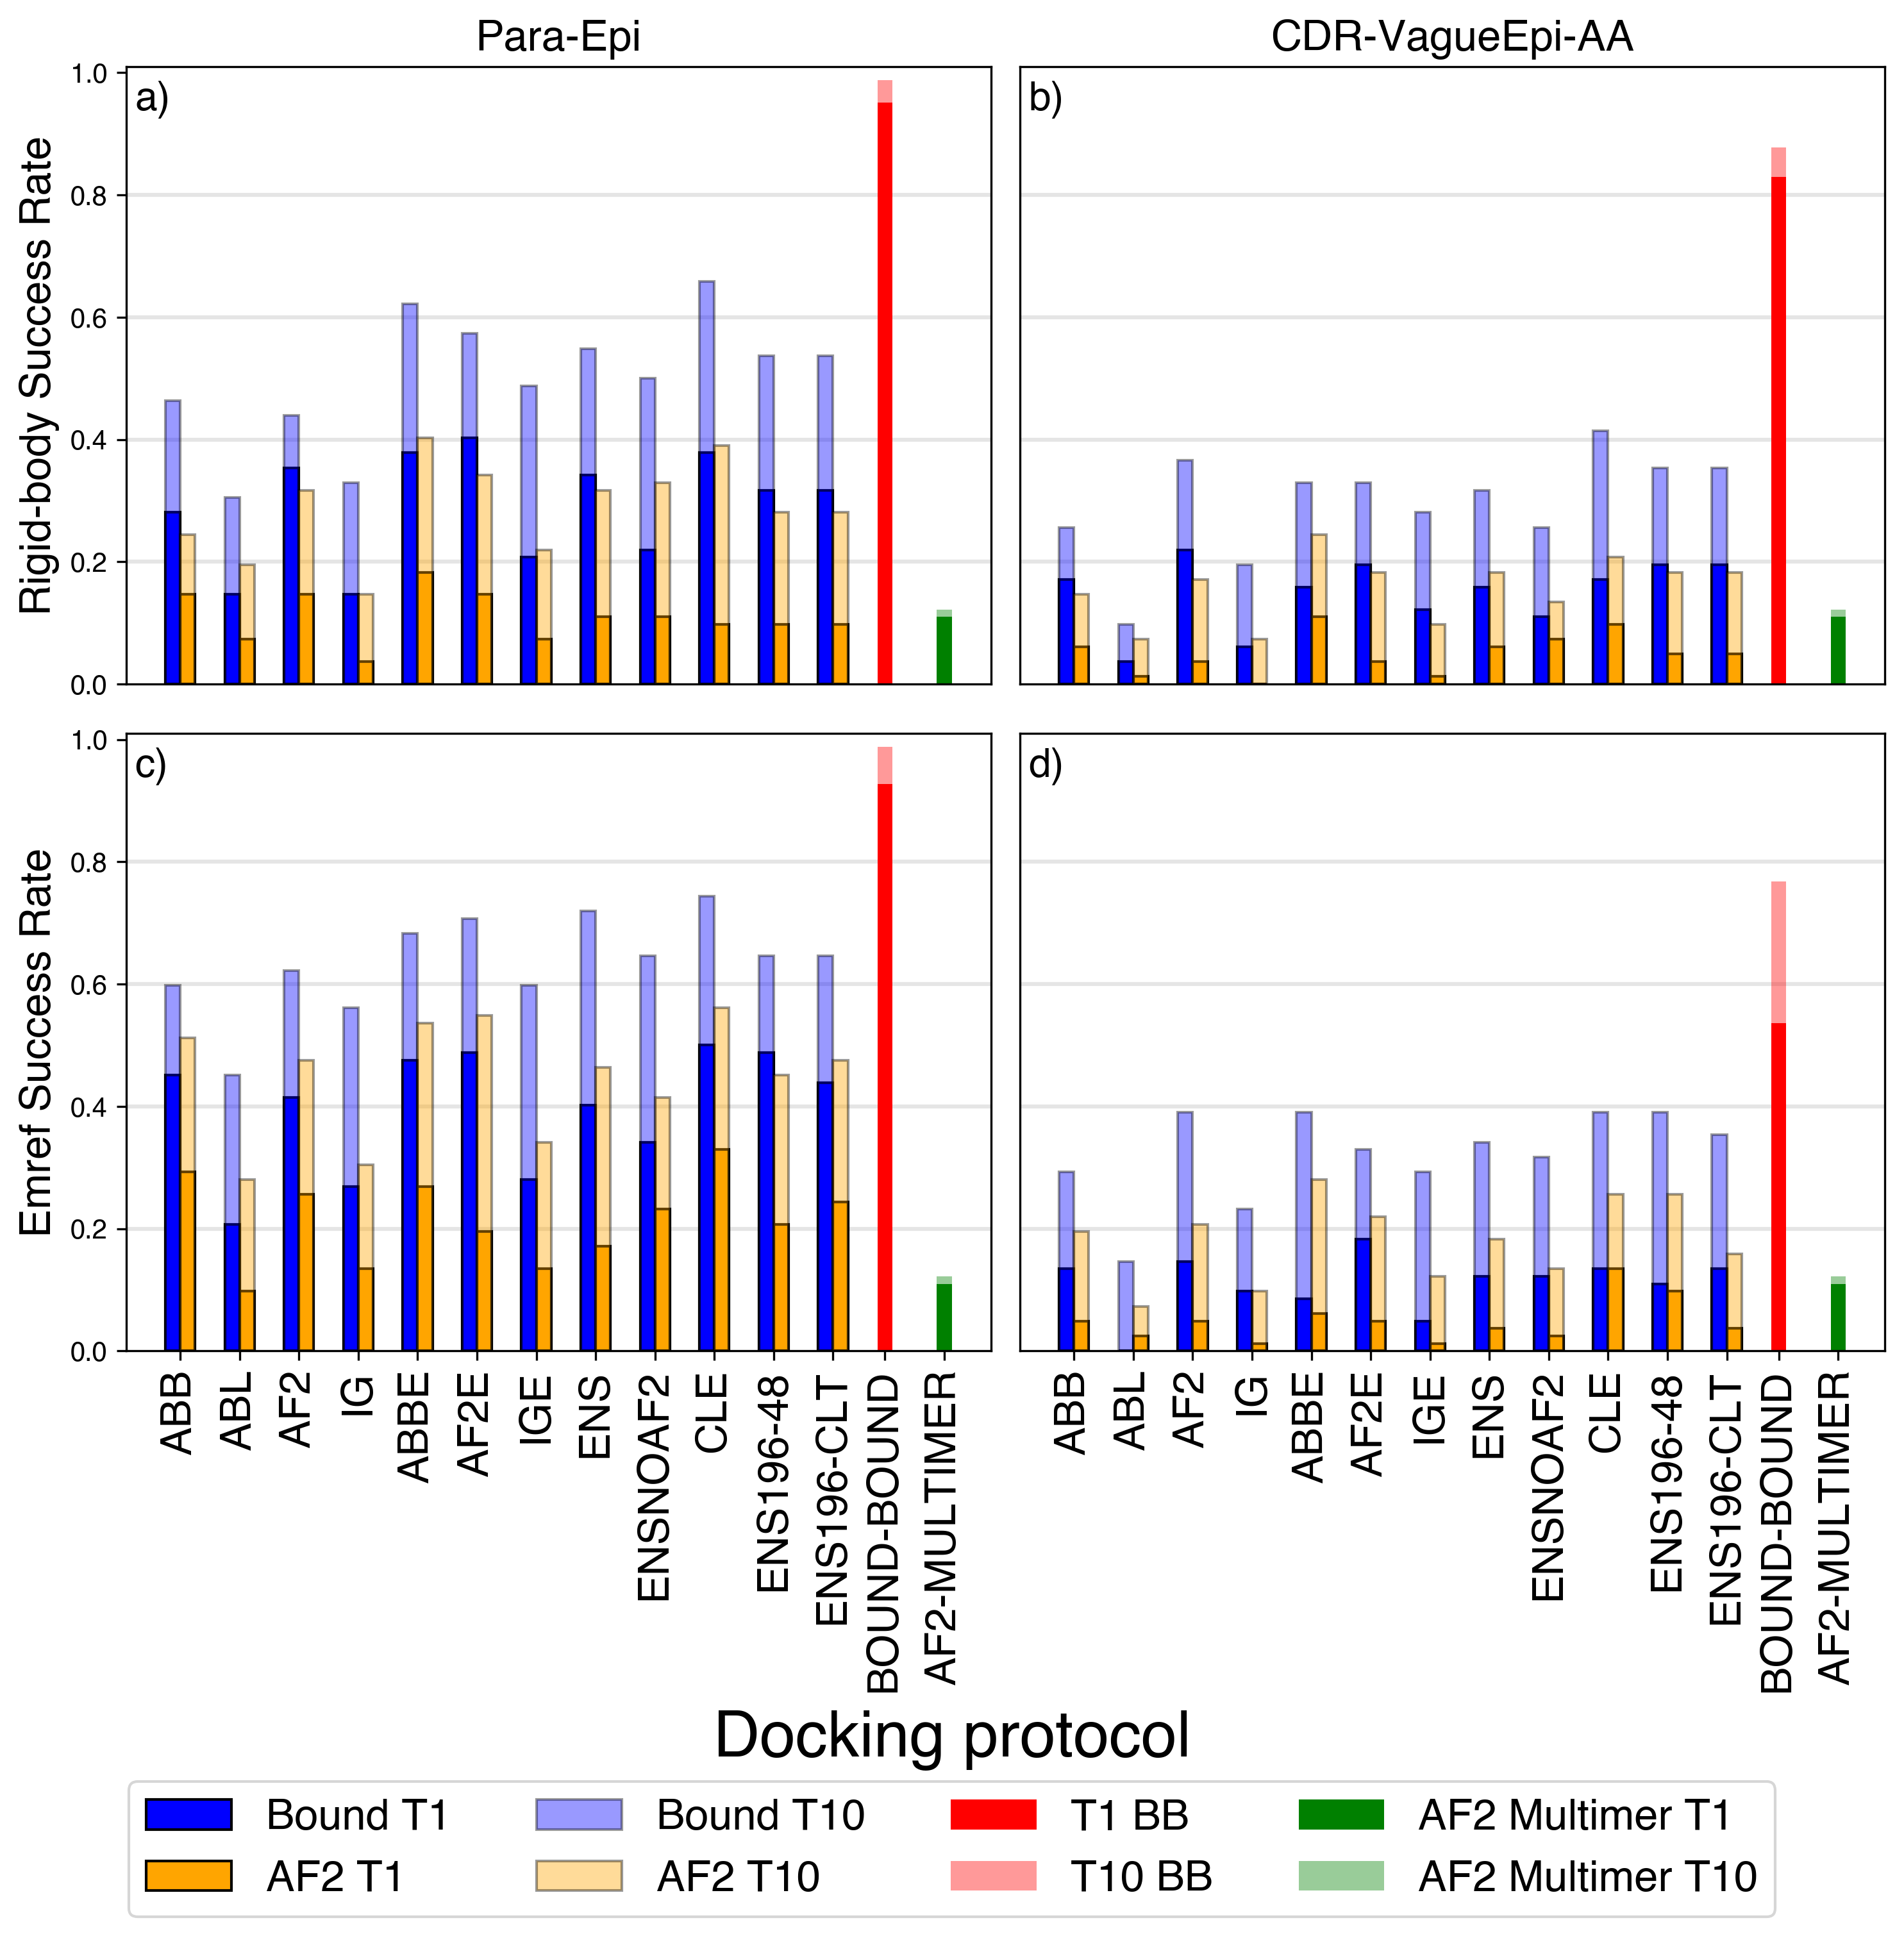 Para-Epi
CDR-VagueEpi-AA
a)
b)
Rigid-body Success Rate
1.0
0.8
0.6
0.4
0.2
0.0
c)
d)
Emref Success Rate
1.0
0.8
0.6
0.4
0.2
0.0
ABB
ABL
AF2
IG
ABBE
AF2E
IGE
ENS
ENSNOAF2
CLE
ENS196-48
ENS196-CLT
BOUND-BOUND
AF2-MULTIMER
ABB
ABL
AF2
IG
ABBE
AF2E
IGE
ENS
ENSNOAF2
CLE
ENS196-48
ENS196-CLT
BOUND-BOUND
AF2-MULTIMER
Docking protocol
Bound T1
Bound T10
T1 BB
AF2 Multimer T1
AF2 T1
AF2 T10
T10 BB
AF2 Multimer T10